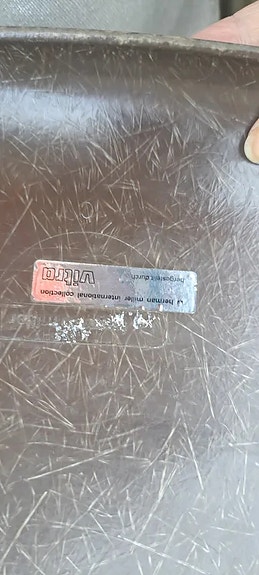 herman miller international collection
hergestellt durch
vitra